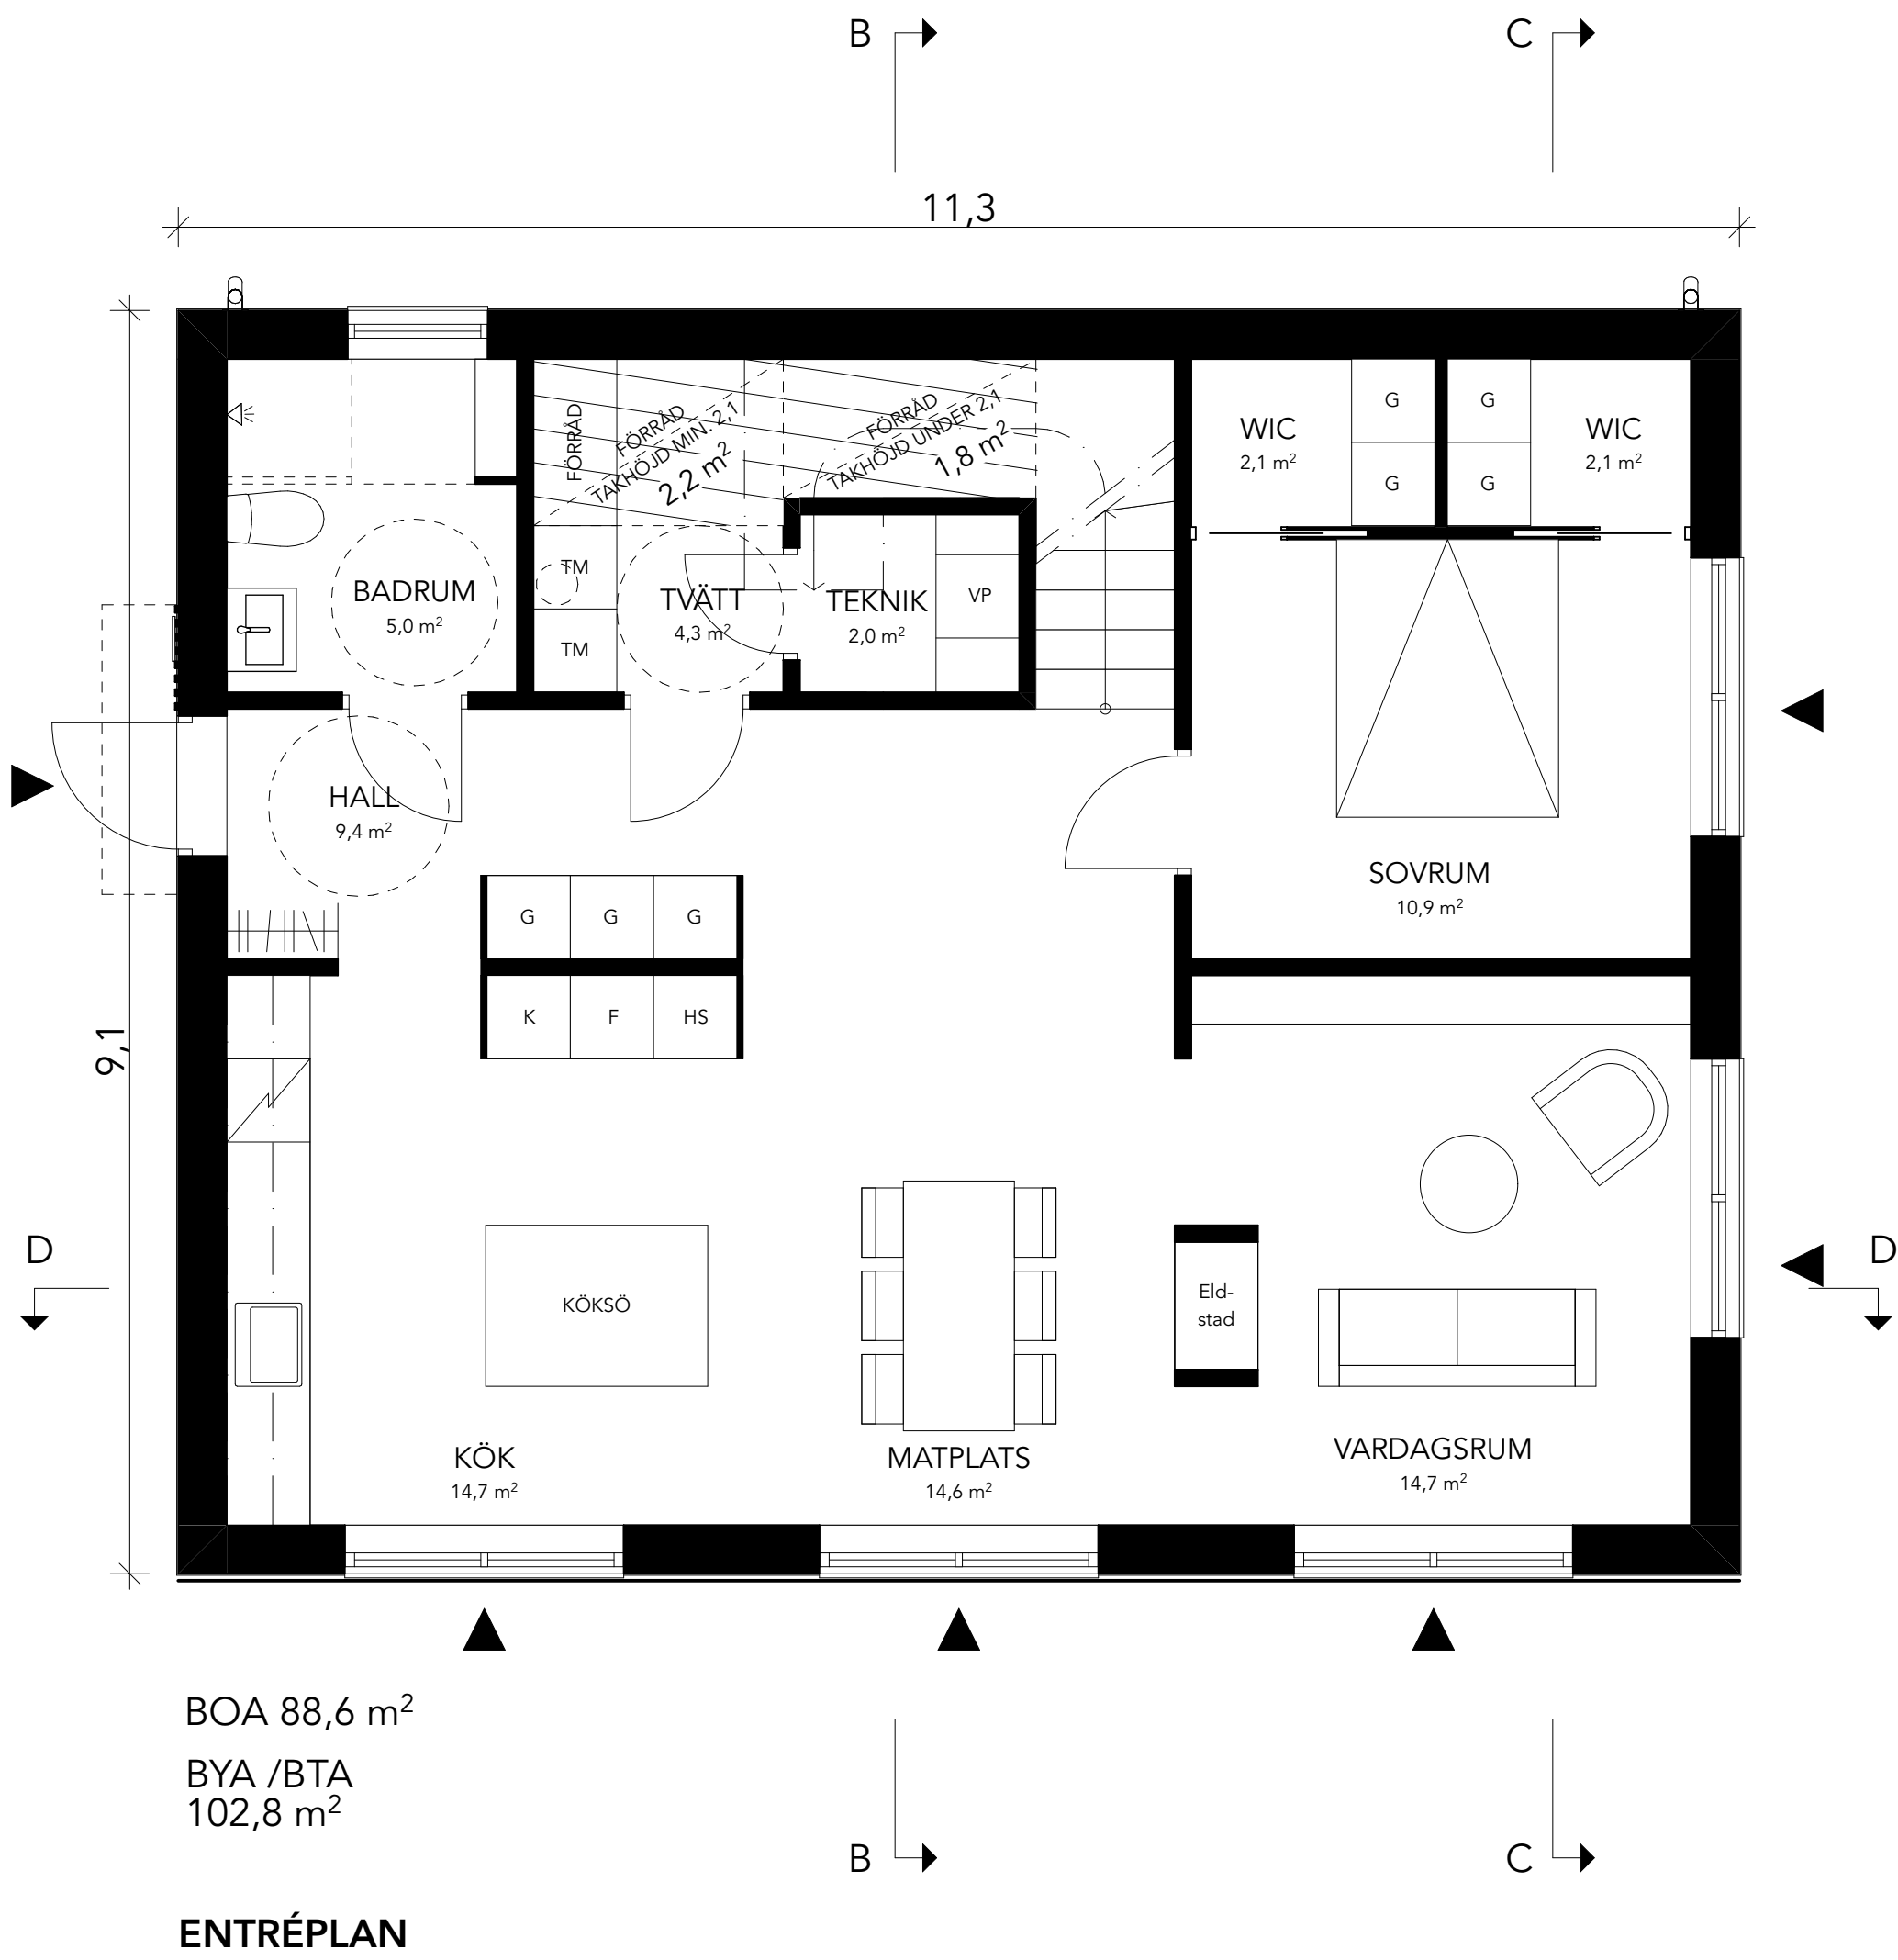 B
C
11,3
FÖRRÅD
FÖRRÅD
TAKHÖJD MIN. 2,1
2,2 m²
FÖRRÅD
TAKHÖJD UNDER 2,1
1,8 m²
WIC
2,1 m²
G
G
G
G
WIC
2,1 m²
BADRUM
5,0 m²
TM
TM
TVÄTT
4,3 m²
TEKNIK
2,0 m²
VP
HALL
9,4 m²
SOVRUM
10,9 m²
G
G
G
K
F
HS
9,1
D
D
KÖKSÖ
Eld-
stad
KÖK
14,7 m²
MATPLATS
14,6 m²
VARDAGSRUM
14,7 m²
BOA 88,6 m²
BYA /BTA
102,8 m²
B
C
ENTRÉPLAN